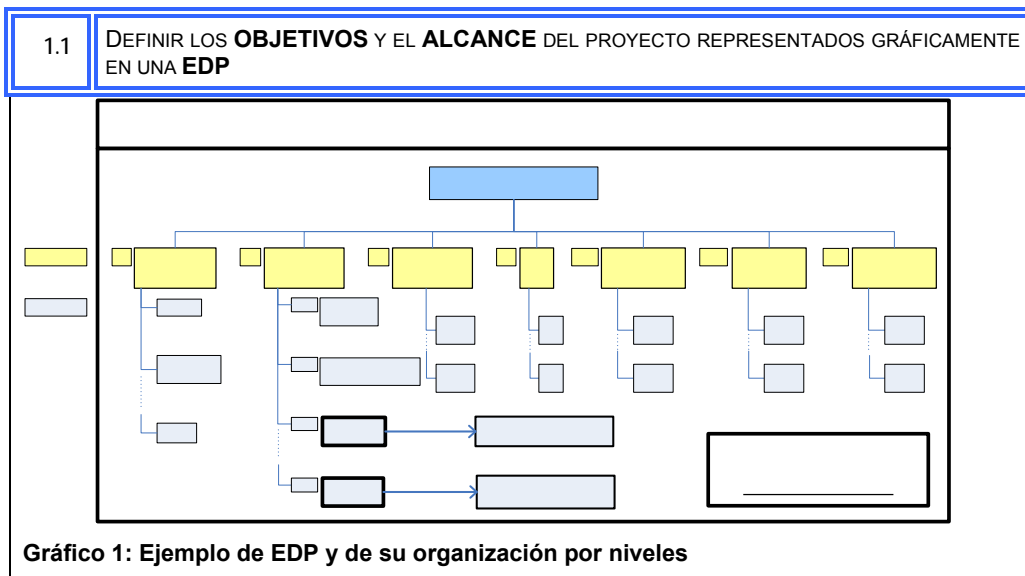 1.1
DEFINIR LOS OBJETIVOS Y EL ALCANCE DEL PROYECTO REPRESENTADOS GRÁFICAMENTE
EN UNA EDP
Gráfico 1: Ejemplo de EDP y de su organización por niveles